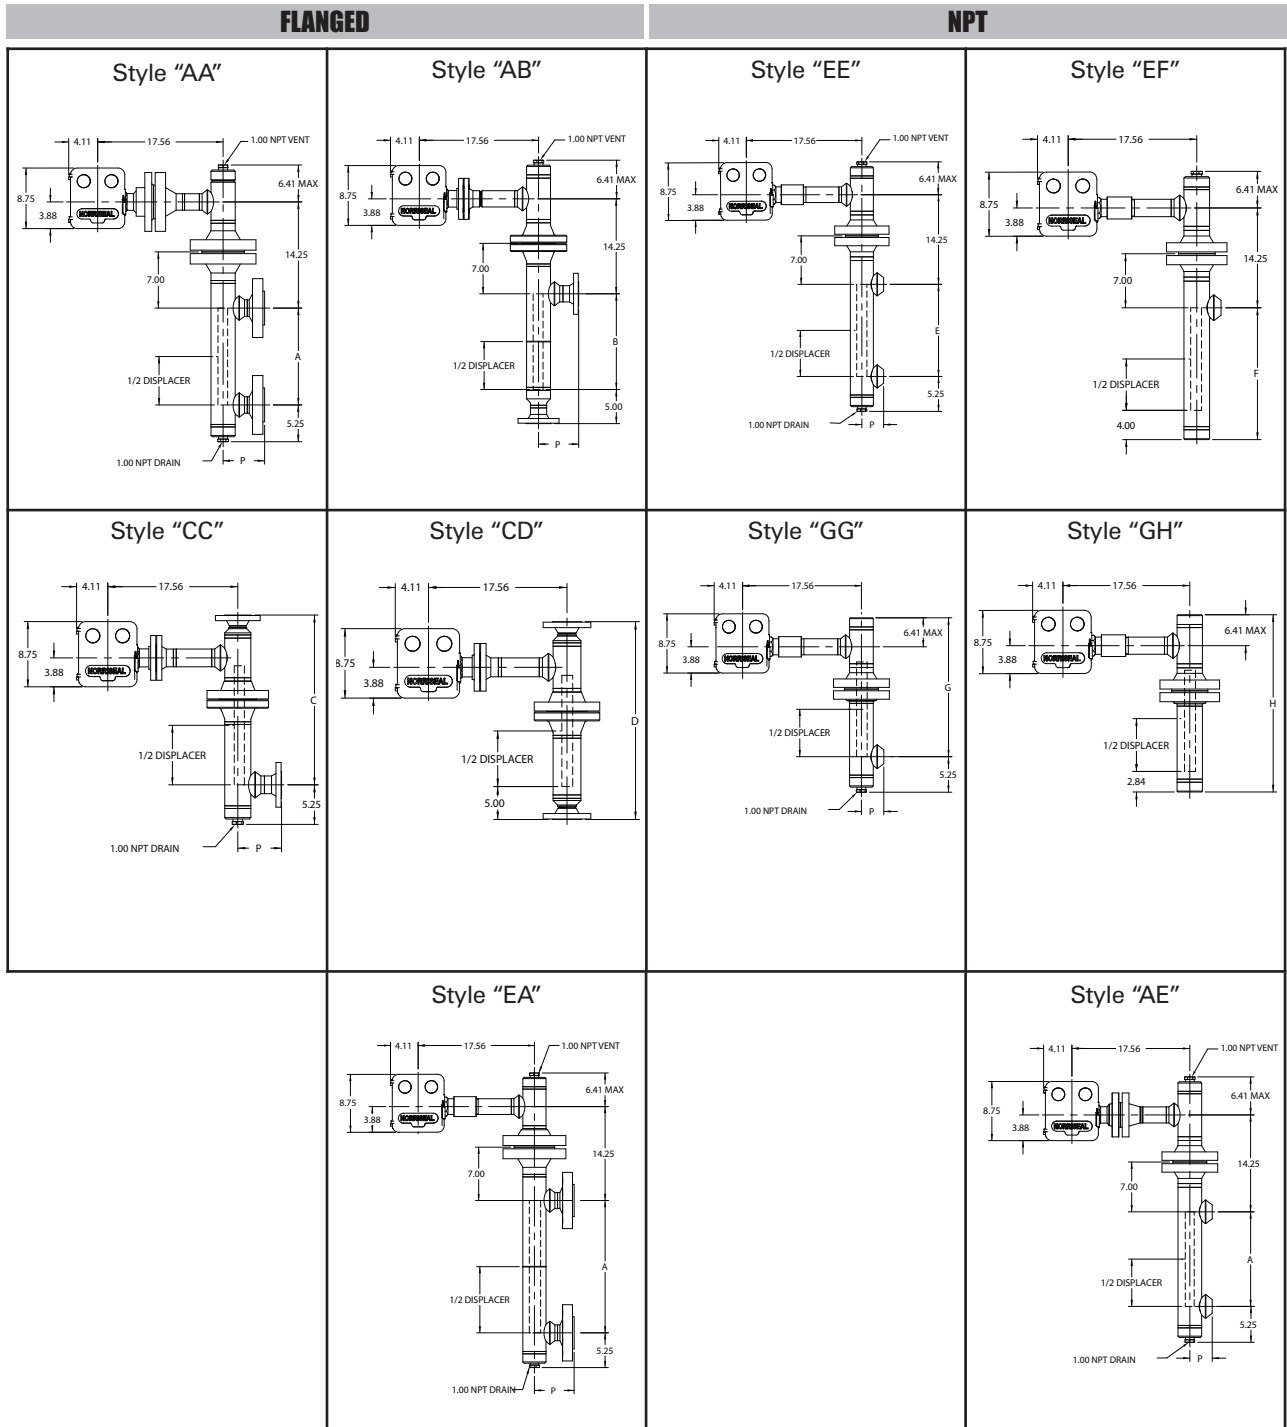 FLANGED
NPT
Style “AA”
4.11
17.56
1.00 NPT VENT
6.41 MAX
8.75
3.88
NORRISEAL
14.25
7.00
A
1/2 DISPLACER
5.25
1.00 NPT DRAIN
P
Style “AB”
4.11
17.56
1.00 NPT VENT
6.41 MAX
8.75
3.88
NORRISEAL
14.25
7.00
B
1/2 DISPLACER
5.00
P
Style “EE”
4.11
17.56
1.00 NPT VENT
6.41 MAX
8.75
3.88
NORRISEAL
14.25
7.00
E
1/2 DISPLACER
5.25
1.00 NPT DRAIN
P
Style “EF”
4.11
17.56
6.41 MAX
8.75
3.88
NORRISEAL
14.25
7.00
F
1/2 DISPLACER
4.00
Style “CC”
4.11
17.56
8.75
3.88
NORRISEAL
C
1/2 DISPLACER
5.25
1.00 NPT DRAIN
P
Style “CD”
4.11
17.56
8.75
3.88
NORRISEAL
D
1/2 DISPLACER
5.00
Style “GG”
4.11
17.56
6.41 MAX
8.75
3.88
NORRISEAL
G
1/2 DISPLACER
5.25
1.00 NPT DRAIN
P
Style “GH”
4.11
17.56
6.41 MAX
8.75
3.88
NORRISEAL
H
1/2 DISPLACER
2.84
Style “EA”
4.11
17.56
1.00 NPT VENT
6.41 MAX
8.75
3.88
NORRISEAL
14.25
7.00
A
1/2 DISPLACER
5.25
1.00 NPT DRAIN
P
Style “AE”
4.11
17.56
1.00 NPT VENT
6.41 MAX
8.75
3.88
NORRISEAL
14.25
7.00
A
1/2 DISPLACER
5.25
1.00 NPT DRAIN
P